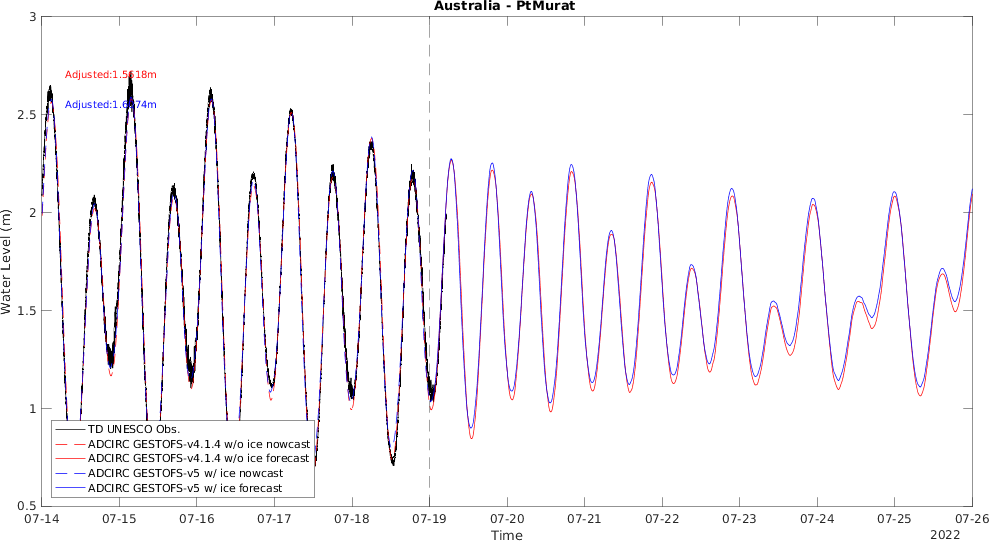 Australia - PtMurat
3
2.5
2
1.5
1
0.5
Water Level (m)
TD UNESCO Obs.
ADCIRC GESTOFS-v4.1.4 w/o ice nowcast
ADCIRC GESTOFS-v4.1.4 w/o ice forecast
ADCIRC GESTOFS-v5 w/ ice nowcast
ADCIRC GESTOFS-v5 w/ ice forecast
07-14 07-15 07-16 07-17 07-18 07-19 07-20 07-21 07-22 07-23 07-24 07-25 07-26
Time
2022